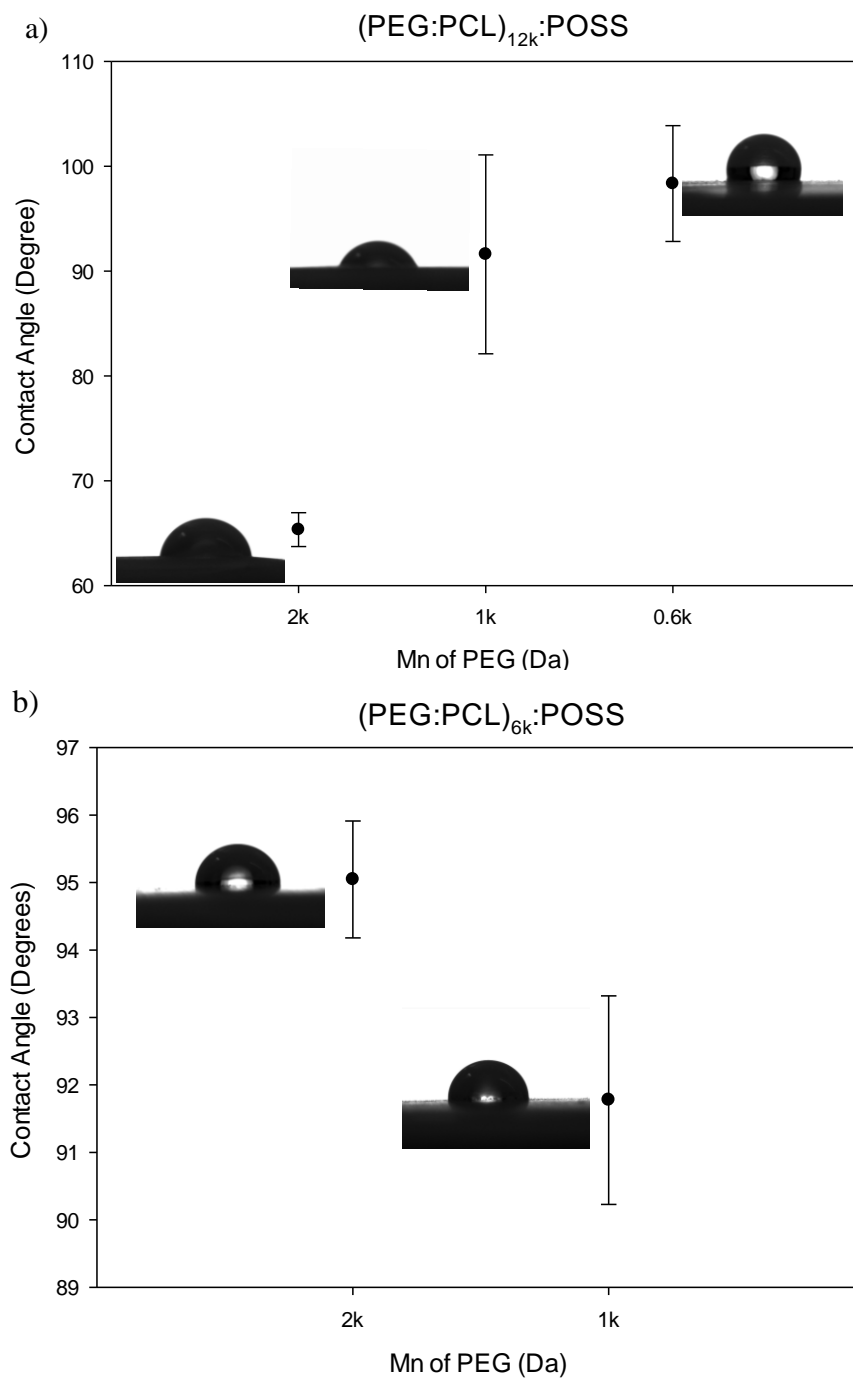 a)
(PEG:PCL)12k:POSS
110
100
90
80
70
60
Contact Angle (Degree)
2k 1k 0.6k
Mn of PEG (Da)
b)
(PEG:PCL)6k:POSS
97
96
95
94
93
92
91
90
89
Contact Angle (Degrees)
2k 1k
Mn of PEG (Da)